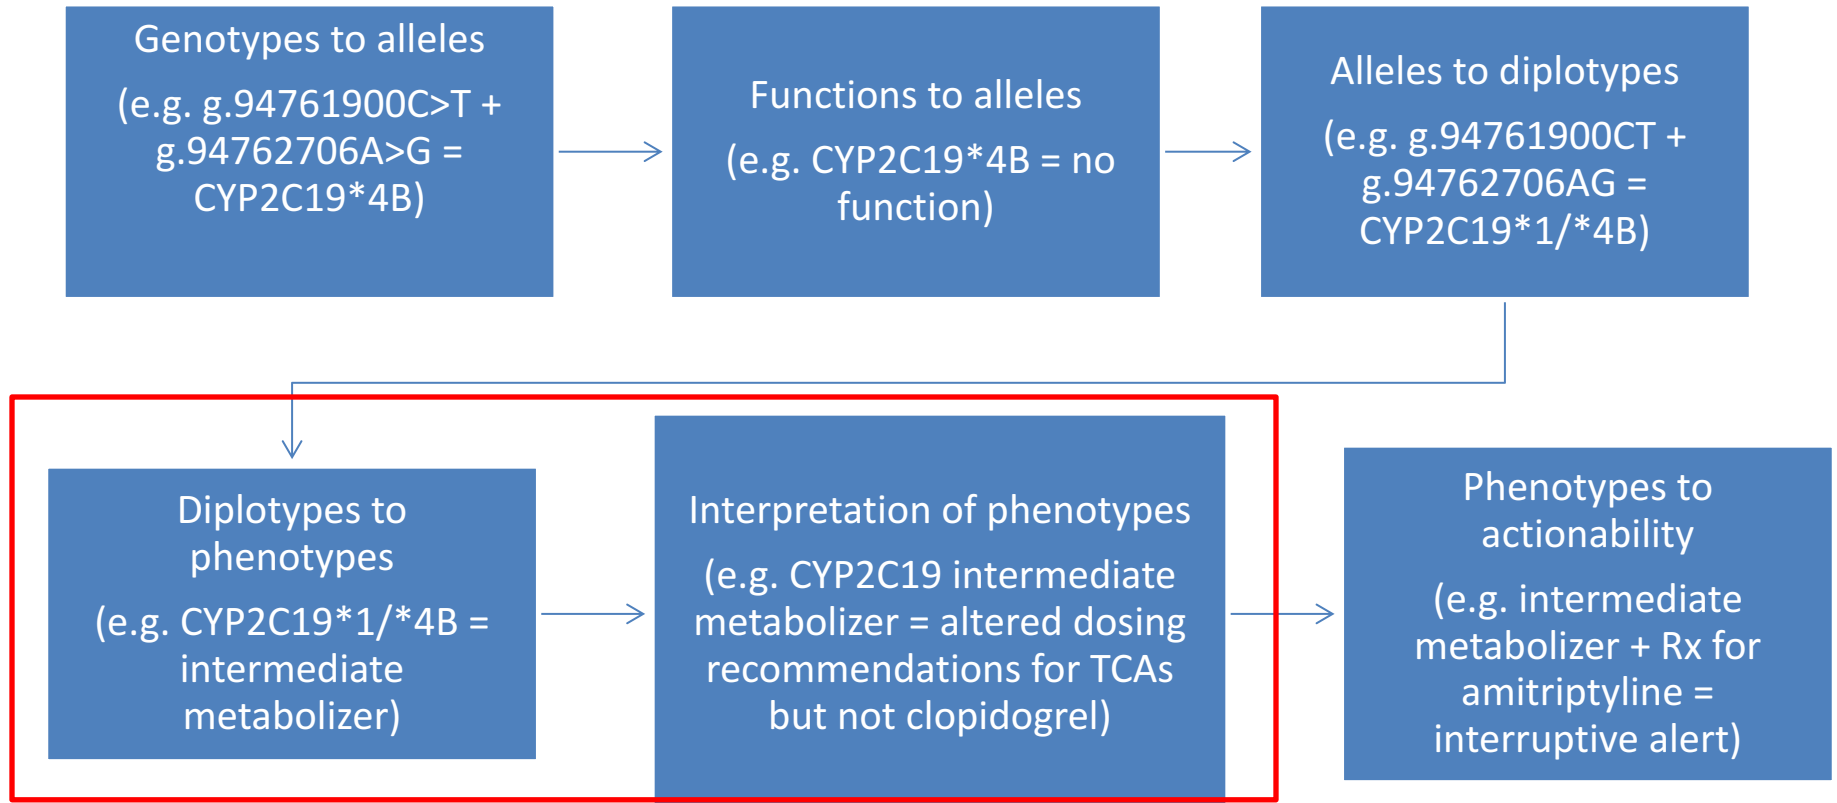 Genotypes to alleles
(e.g. g.94761900C>T +
g.94762706A>G =
CYP2C19*4B)
Functions to alleles
(e.g. CYP2C19*4B = no
function)
Alleles to diplotypes
(e.g. g.94761900CT +
g.94762706AG =
CYP2C19*1/*4B)
Diplotypes to
phenotypes
(e.g. CYP2C19*1/*4B =
intermediate
metabolizer)
Interpretation of phenotypes
(e.g. CYP2C19 intermediate
metabolizer = altered dosing
recommendations for TCAs
but not clopidogrel)
Phenotypes to
actionability
(e.g. intermediate
metabolizer + Rx for
amitriptyline =
interruptive alert)